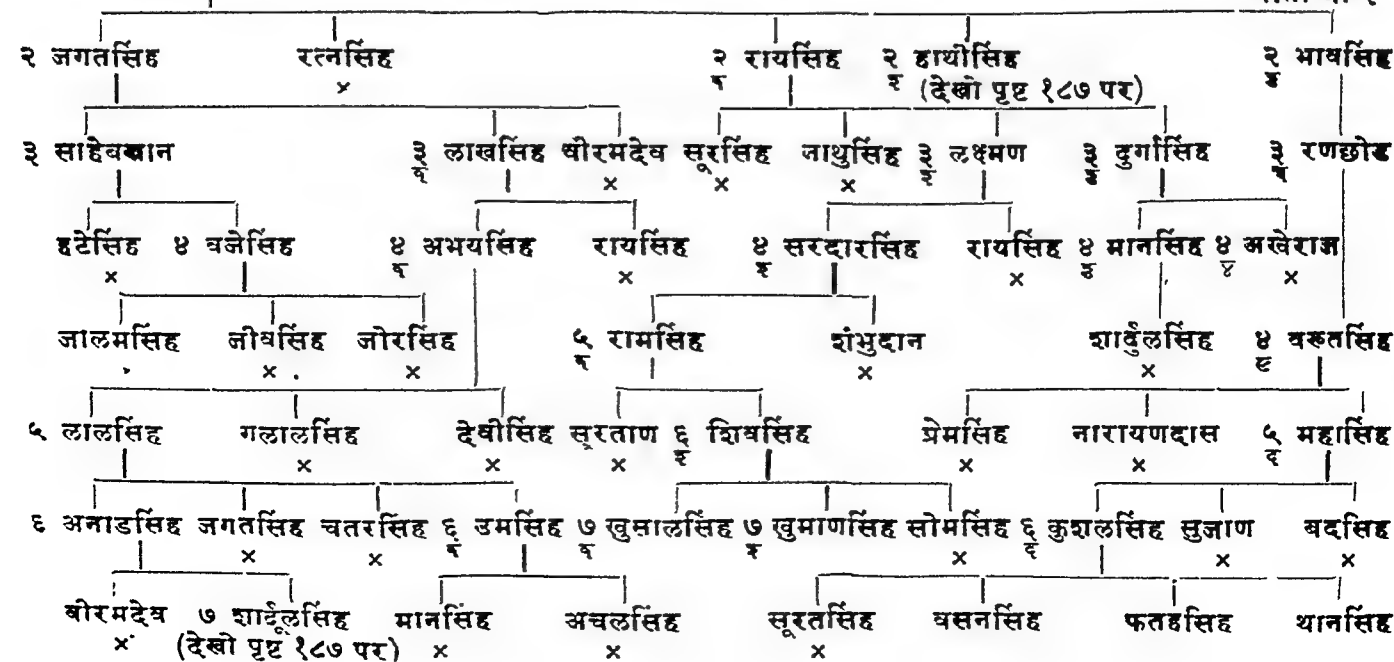 २ जगतसिंह रत्नसिंह २ रायसिंह २ हाथीसिंह २ भावसिंह
× (देखो पृष्ट १८७ पर)
३ साहेबखान ३ लाखसिंह वीरमदेव सूरसिंह नाथुसिंह ३ लक्ष्मण ३ दुर्गासिंह ३ रणछोड
× × ×
हटेसिंह ४ वजेसिंह ४ अभयसिंह रायसिंह ४ सरदारसिंह रायसिंह ४ मानसिंह ४ अखेराज
× × × ×
जालमसिंह जीवसिंह जोरसिंह ५ रामसिंह शंभुदान शार्दुलसिंह ४ वख्तसिंह
× × × ×
५ लालसिंह गलालसिंह देवीसिंह सूरताण ६ शिवसिंह प्रेमसिंह नारायणदास ५ महासिंह
× × × × ×
६ अनाडसिंह जगतसिंह चतरसिंह ६ उमसिंह ७ खुसालसिंह ७ खुमाणसिंह सोमसिंह ६ कुशलसिंह सुजाण बदसिंह
× × × × ×
वीरमदेव ७ शार्दूलसिंह मानसिंह अचलसिंह सूरतसिंह वसनसिंह फतहसिंह थानसिंह
× (देखो पृष्ट १८७ पर) × × ×